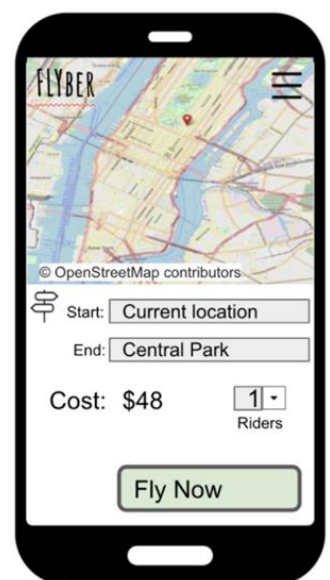 FLYBER
© OpenStreetMap contributors
Start: Current location
End: Central Park
Cost: $48 1
Riders
Fly Now